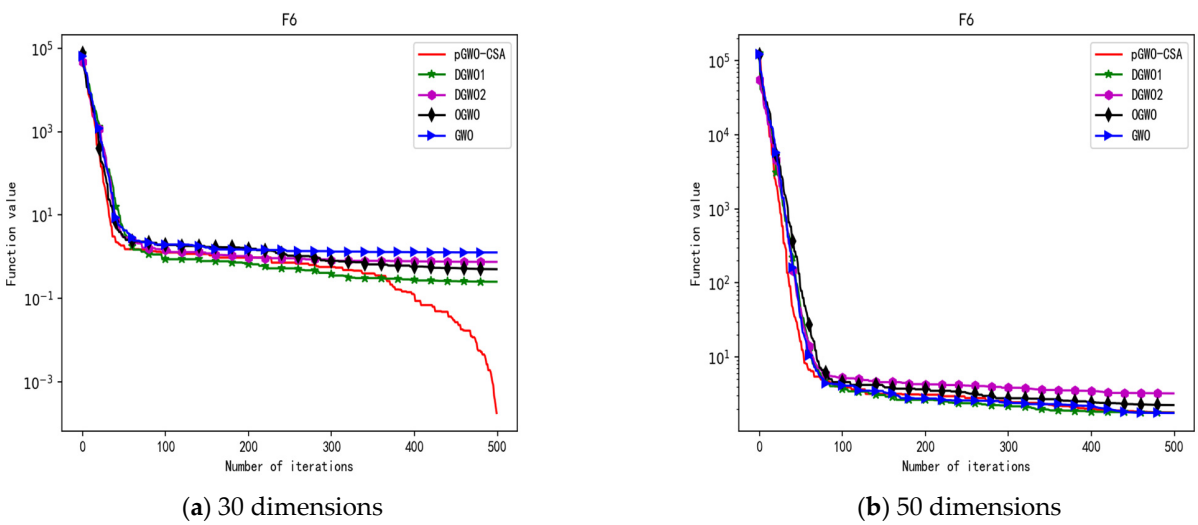 F6
10^5
10^3
10^1
10^-1
10^-3
Function value
0 100 200 300 400 500
Number of icrations
pGWO-CSA
DGWO1
DGWO2
OGWO
GWO
(a) 30 dimensions
F6
10^5
10^4
10^3
10^2
10^1
Function value
0 100 200 300 400 500
Number of icrations
pGWO-CSA
DGWO1
DGWO2
OGWO
GWO
(b) 50 dimensions